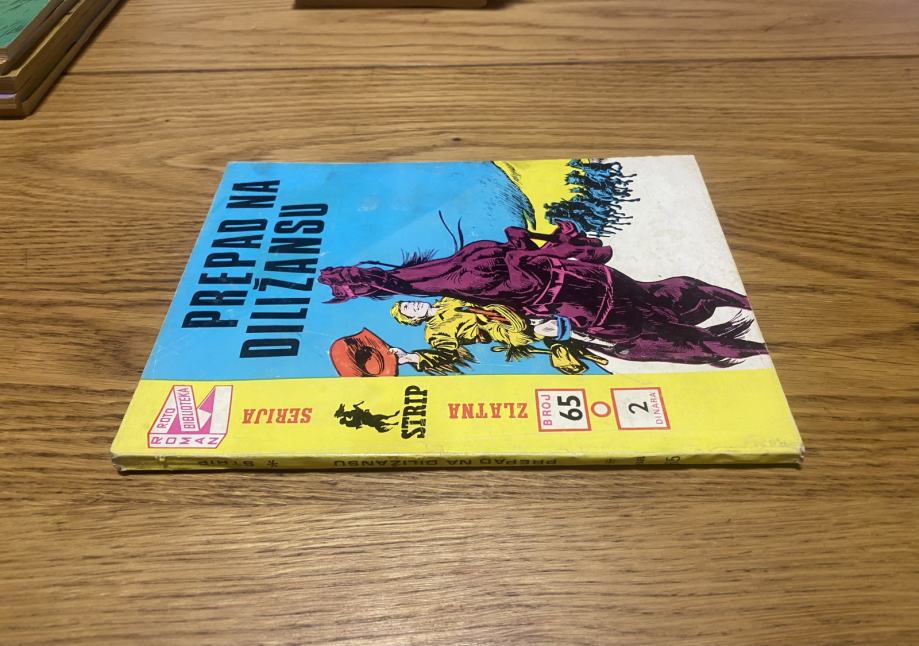 PREPAD NA
DILIŽANSU
ROTO
BIBLIOTEKA
ROMAN
SERIJA
STRIP
ZLATNA
BROJ
65
2
DINARA
STRIP * PREPAD NA DILIŽANSU *